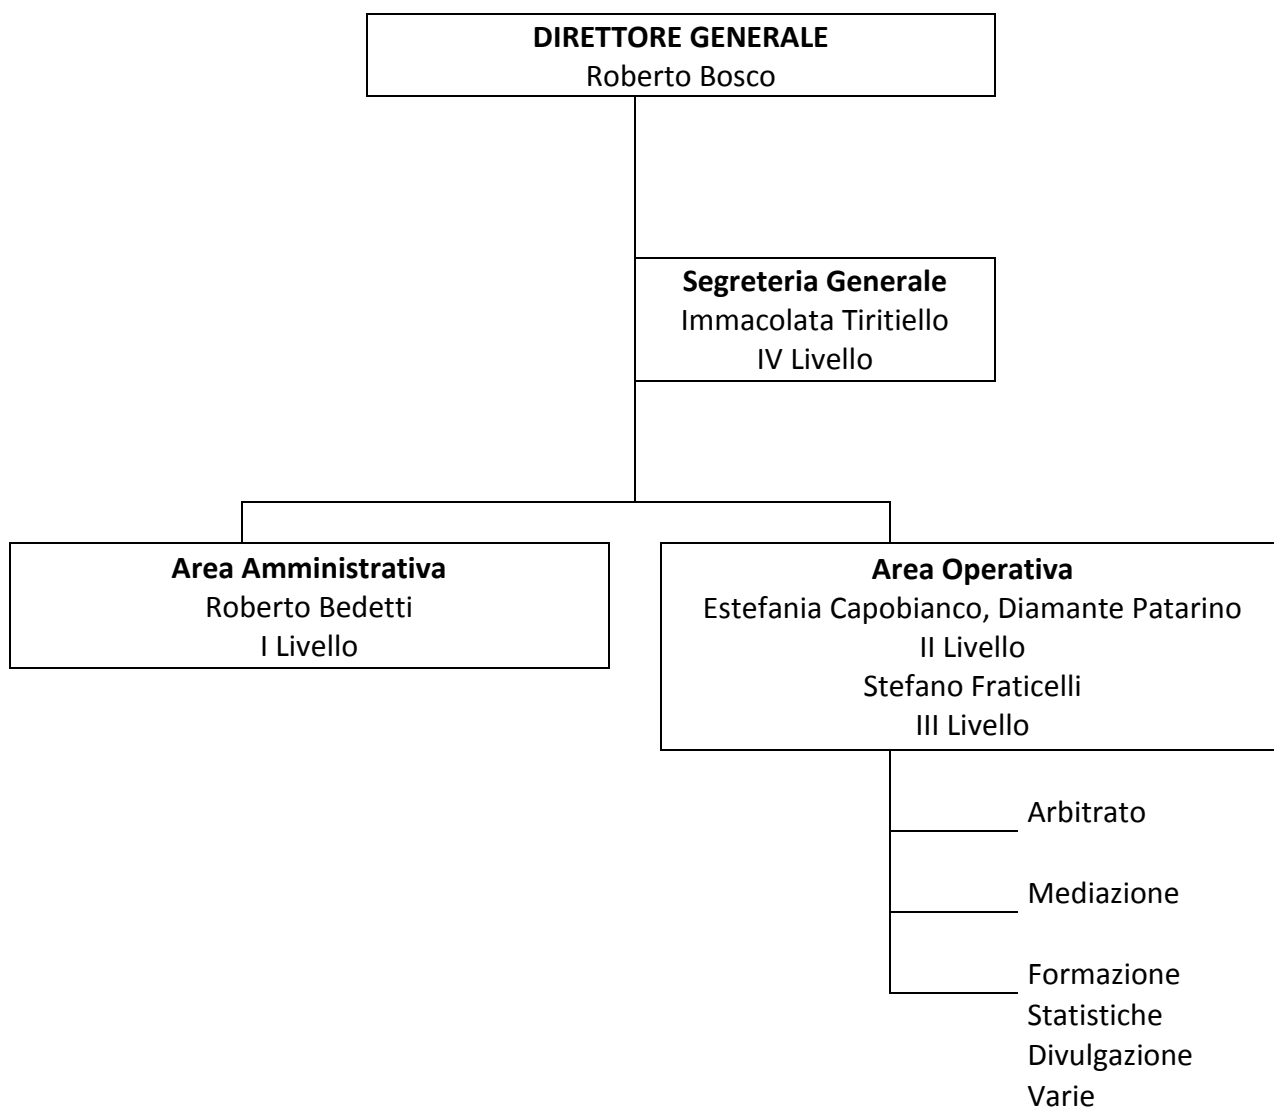 DIRETTORE GENERALE
Roberto Bosco
Segreteria Generale
Immacolata Tiritiello
IV Livello
Area Amministrativa
Roberto Bedetti
I Livello
Area Operativa
Estefania Capobianco, Diamante Patarino
II Livello
Stefano Fraticelli
III Livello
Arbitrato
Mediazione
Formazione
Statistiche
Divulgazione
Varie